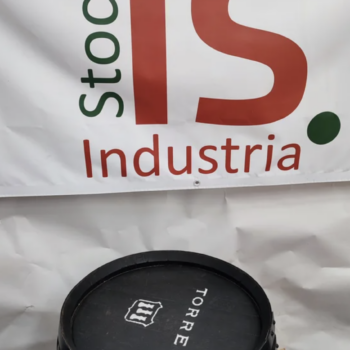 Stoc
IS.
Industria
TORRE